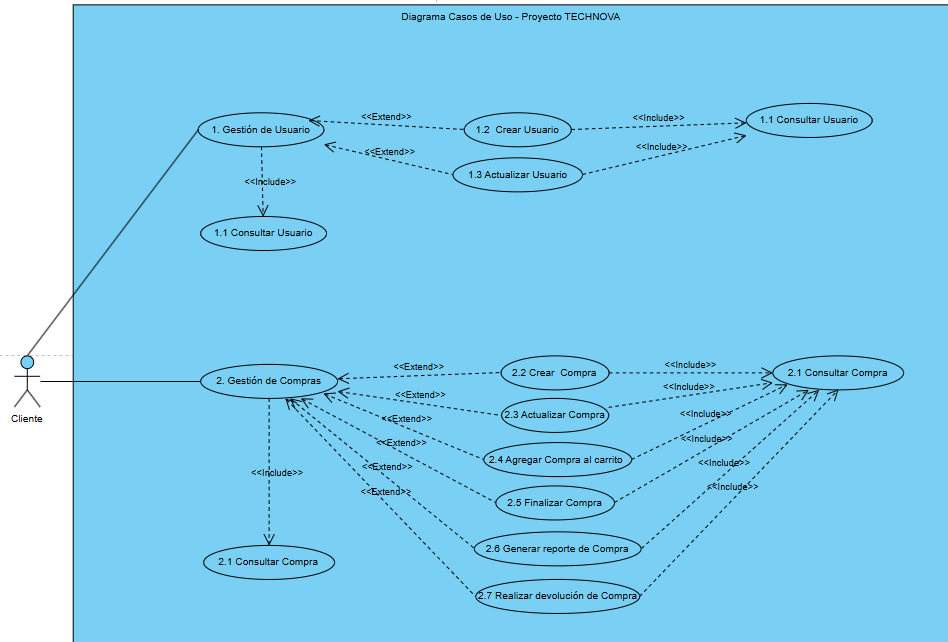 Diagrama Casos de Uso - Proyecto TECHNOVA
1. Gestión de Usuario
<<Extend>>
1.2 Crear Usuario
<<Include>>
1.1 Consultar Usuario
<<Extend>>
1.3 Actualizar Usuario
<<Include>>
<<Include>>
1.1 Consultar Usuario
Cliente
2. Gestión de Compras
<<Extend>>
2.2 Crear Compra
<<Include>>
2.1 Consultar Compra
<<Extend>>
2.3 Actualizar Compra
<<Include>>
<<Extend>>
2.4 Agregar Compra al carrito
<<Include>>
<<Extend>>
2.5 Finalizar Compra
<<Include>>
<<Extend>>
2.6 Generar reporte de Compra
<<Include>>
<<Extend>>
2.7 Realizar devolución de Compra
<<Include>>
<<Include>>
2.1 Consultar Compra